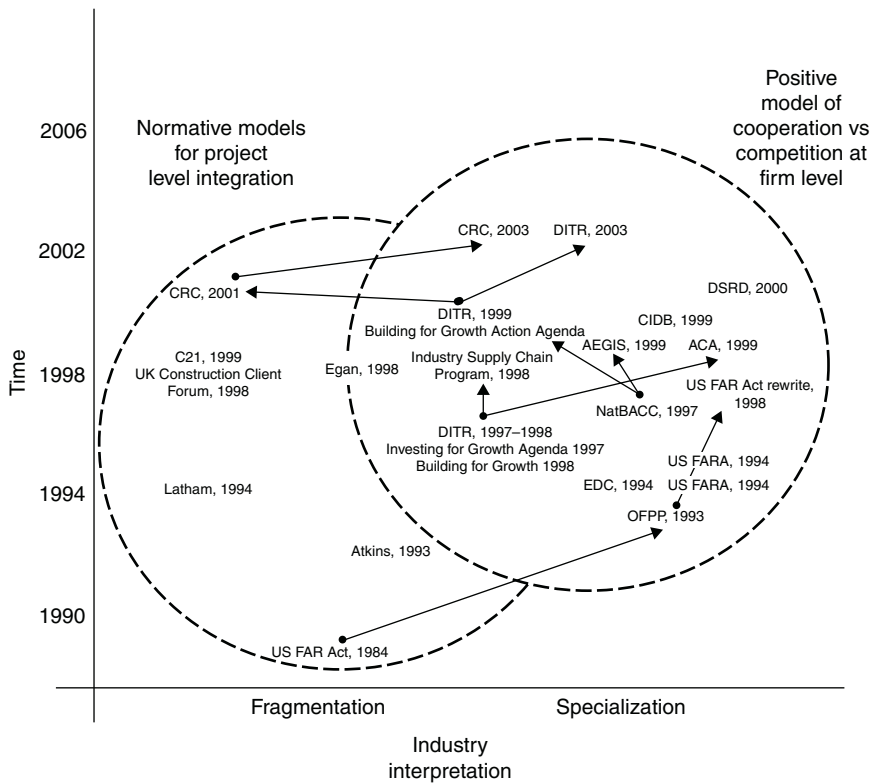 Positive
model of
cooperation vs
competition at
firm level
Normative models
for project
level integration
2006
2002
1998
1994
1990
Time
CRC, 2003
DITR, 2003
CRC, 2001
DSRD, 2000
DITR, 1999
Building for Growth Action Agenda
CIDB, 1999
AEGIS, 1999
ACA, 1999
C21, 1999
UK Construction Client
Forum, 1998
Egan, 1998
Industry Supply Chain
Program, 1998
US FAR Act rewrite,
1998
NatBACC, 1997
DITR, 1997–1998
Investing for Growth Agenda 1997
Building for Growth 1998
US FARA, 1994
Latham, 1994
EDC, 1994
US FARA, 1994
OFPP, 1993
Atkins, 1993
US FAR Act, 1984
Fragmentation
Specialization
Industry
interpretation